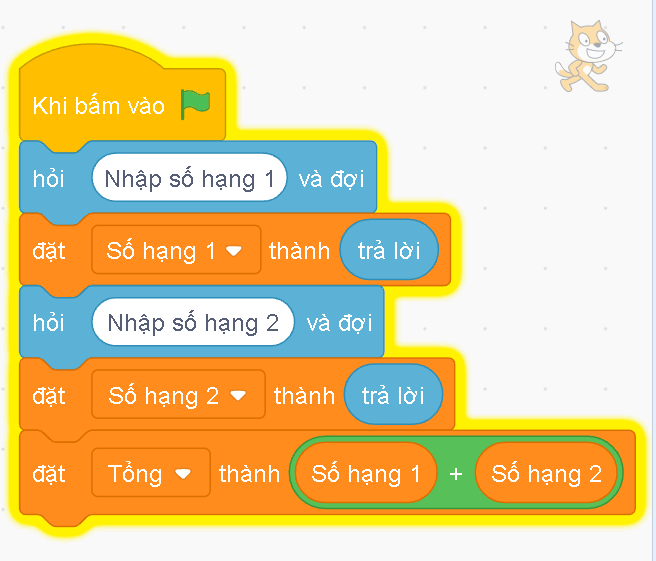 Khi bấm vào
hỏi Nhập số hạng 1 và đợi
đặt Số hạng 1 thành trả lời
hỏi Nhập số hạng 2 và đợi
đặt Số hạng 2 thành trả lời
đặt Tổng thành Số hạng 1 + Số hạng 2